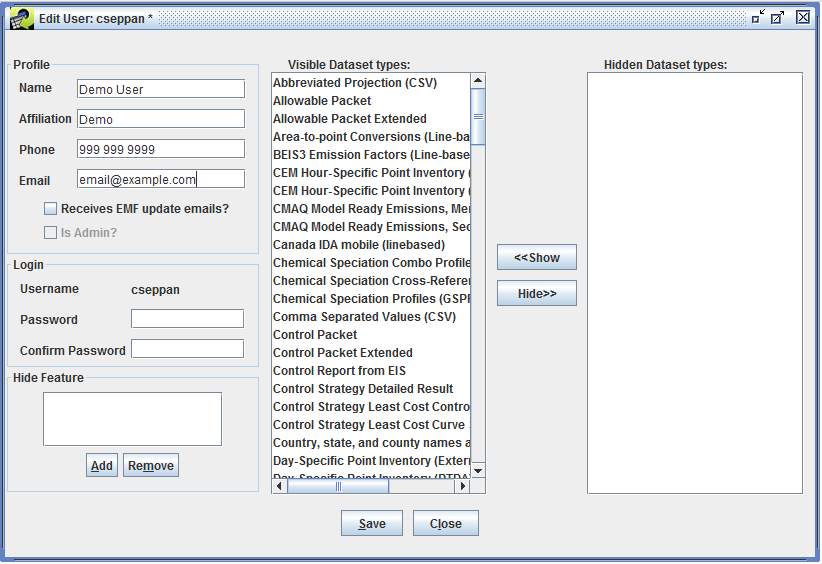 Edit User: cseppan *
Profile
Name Demo User
Affiliation Demo
Phone 999 999 9999
Email email@example.com
Receives EMF update emails?
Is Admin?
Login
Username cseppan
Password
Confirm Password
Hide Feature
Add Remove
Visible Dataset types:
Abbreviated Projection (CSV)
Allowable Packet
Allowable Packet Extended
Area-to-point Conversions (Line-ba
BEIS3 Emission Factors (Line-base
CEM Hour-Specific Point Inventory (
CEM Hour-Specific Point Inventory (
CMAQ Model Ready Emissions, Mer
CMAQ Model Ready Emissions, Sec
Canada IDA mobile (linebased)
Chemical Speciation Combo Profile
Chemical Speciation Cross-Referen
Chemical Speciation Profiles (GSPR
Comma Separated Values (CSV)
Control Packet
Control Packet Extended
Control Report from EIS
Control Strategy Detailed Result
Control Strategy Least Cost Contro
Control Strategy Least Cost Curve
Country, state, and county names a
Day-Specific Point Inventory (Exter
Day-Specific Point Inventory (PTDA
<<Show
Hide>>
Hidden Dataset types:
Save Close